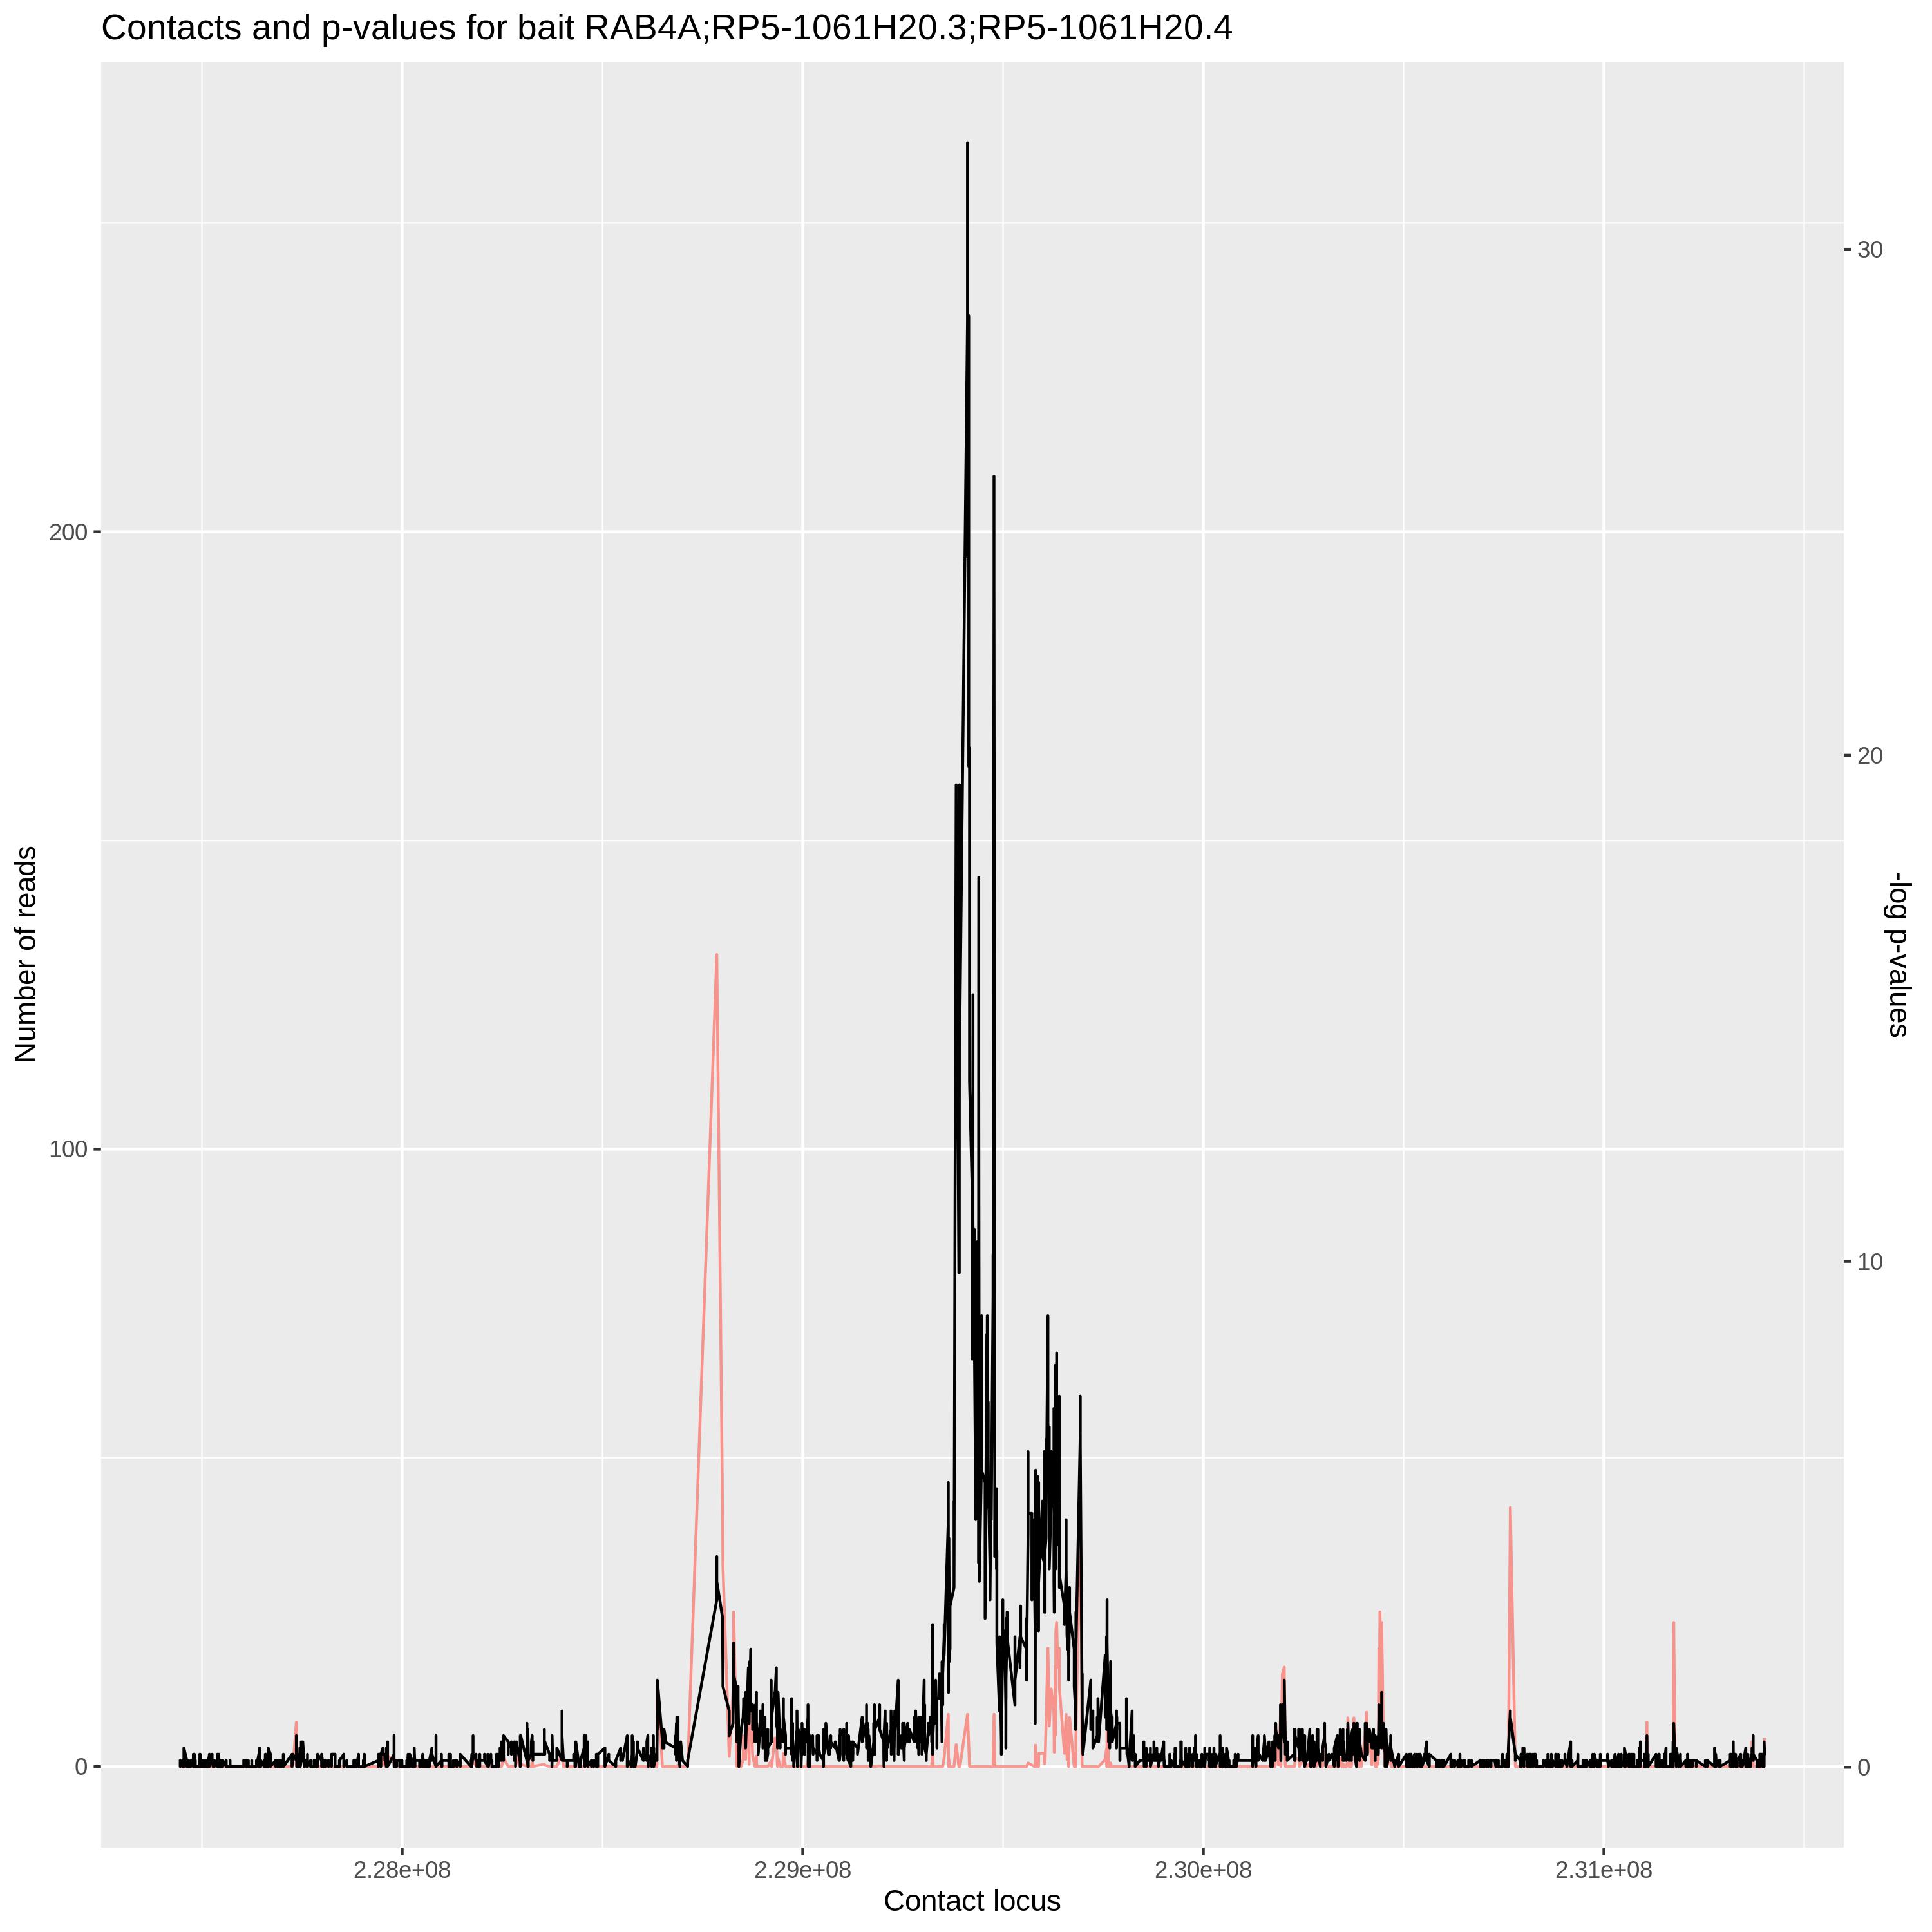 Contacts and p-values for bait RAB4A;RP5-1061H20.3;RP5-1061H20.4
Number of reads
200
100
0
30
20
10
0
-log p-values
2.28e+08 2.29e+08 2.30e+08 2.31e+08
Contact locus